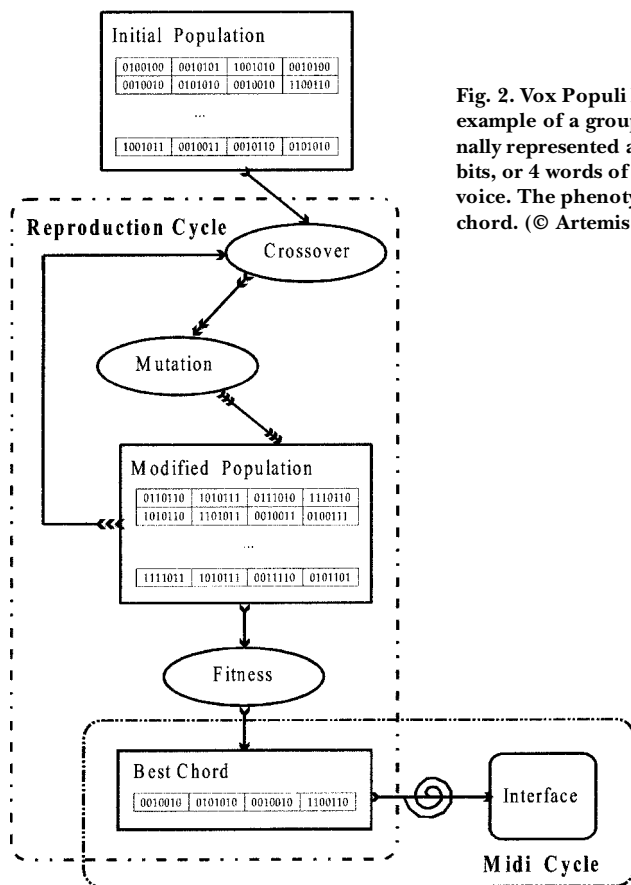 Initial Population
0100100 0010101 1001010 0010100
0010010 0101010 0010010 1100110
...
1001011 0010011 0010110 0101010
Fig. 2. Vox Populi
example of a group
nally represented a
bits, or 4 words of
voice. The phenoty
chord. (© Artemis
Reproduction Cycle
Crossover
Mutation
Modified Population
0110110 1010111 0111010 1110110
1010110 1101011 0010011 0100111
...
1111011 1010111 0011110 0101101
Fitness
Best Chord
0010010 0101010 0010010 1100110
Interface
Midi Cycle